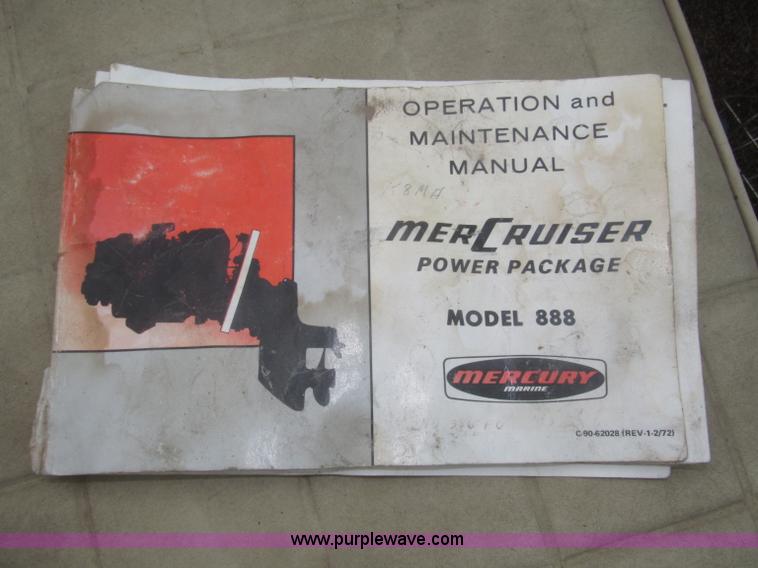 OPERATION and
MAINTENANCE
MANUAL
8MA
MERCRUISER
POWER PACKAGE
MODEL 888
MERCURY
MARINE
C-90-62028 (REV-1-2/72)
www.purplewave.com